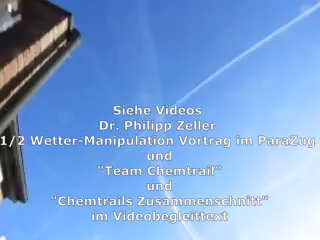 Siehe Videos
Dr. Philipp Zeller
1/2 Wetter-Manipulation Vortrag im ParaZug
und
"Team Chemtrail"
und
"Chemtrails Zusammenschnitt"
im Videobegleittext